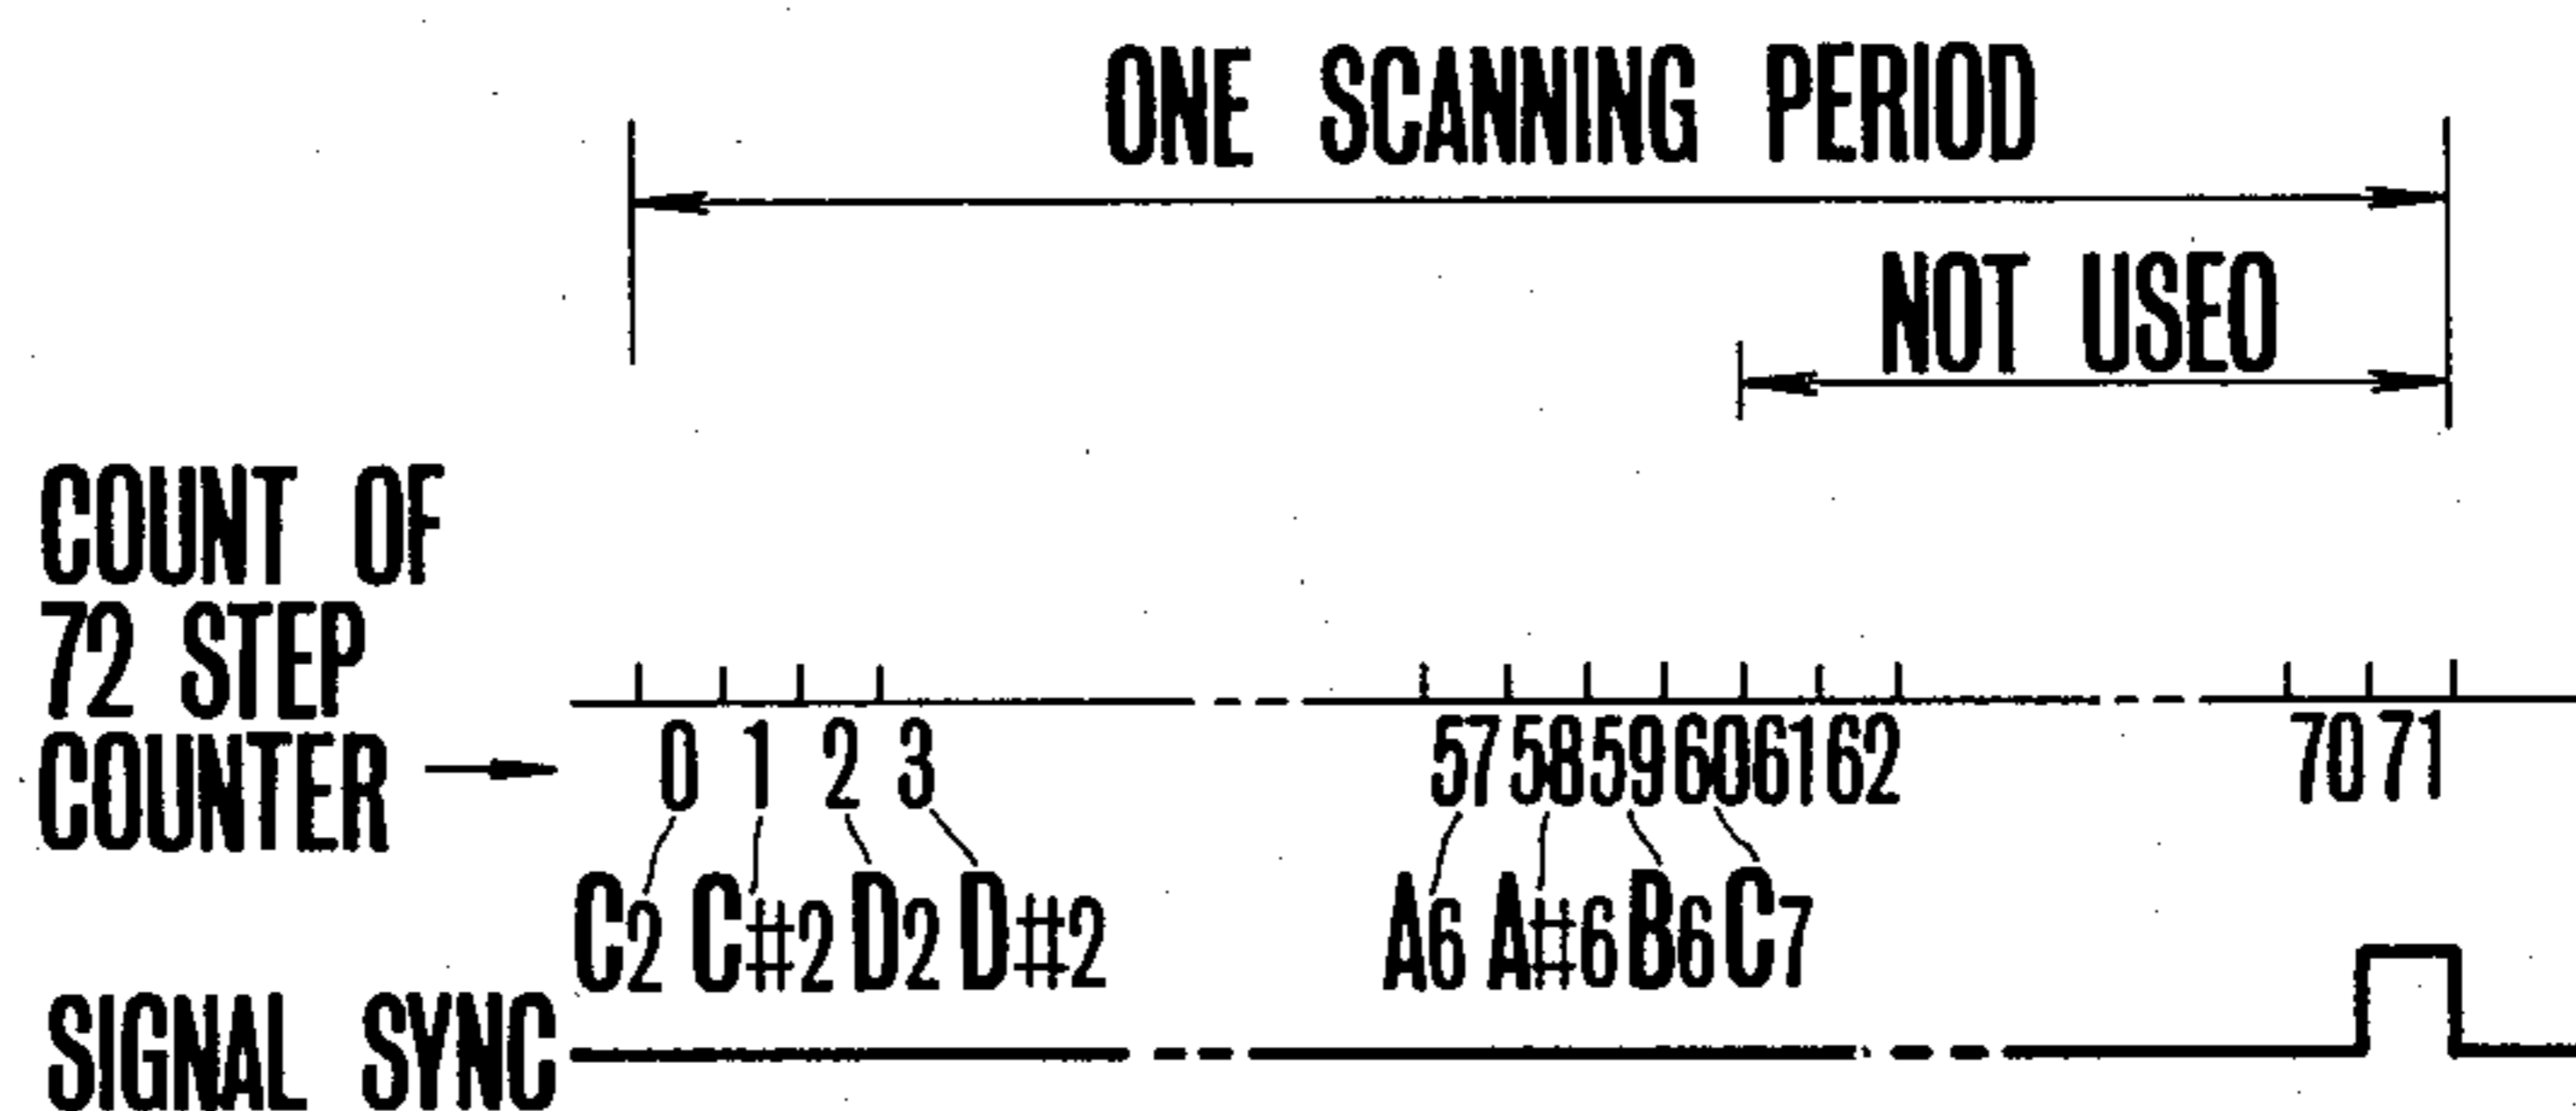 ONE SCANNING PERIOD
NOT USEO
COUNT OF
72 STEP
COUNTER
0 1 2 3 57 58 59 60 61 62 70 71
C2 C#2 D2 D#2 A6 A#6 B6 C7
SIGNAL SYNC